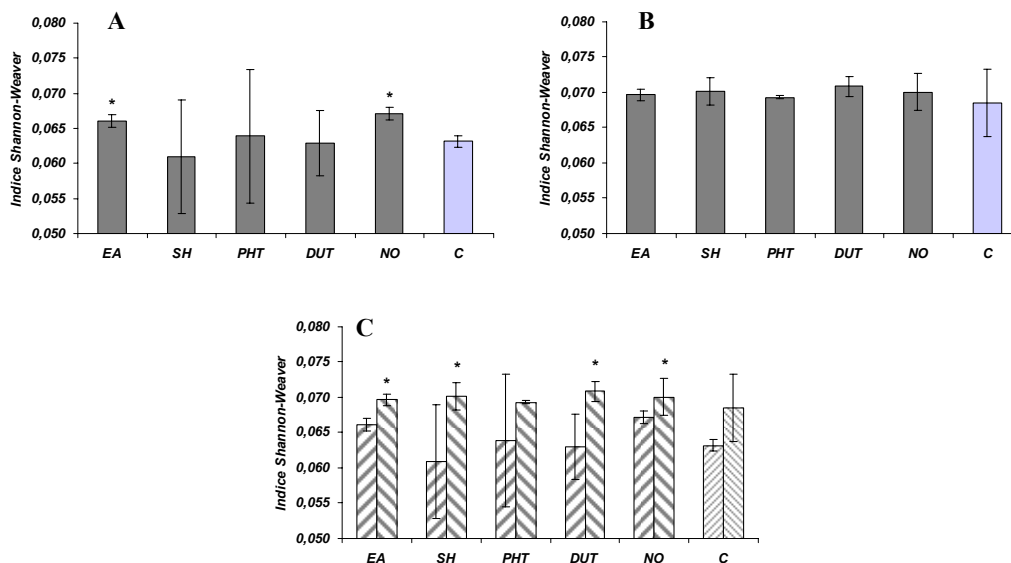 A
Indice Shannon-Weaver
0,080
0,075
0,070
0,065
0,060
0,055
0,050
* *
EA SH PHT DUT NO C
B
Indice Shannon-Weaver
0,080
0,075
0,070
0,065
0,060
0,055
0,050
EA SH PHT DUT NO C
C
Indice Shannon-Weaver
0,080
0,075
0,070
0,065
0,060
0,055
0,050
* * * *
EA SH PHT DUT NO C